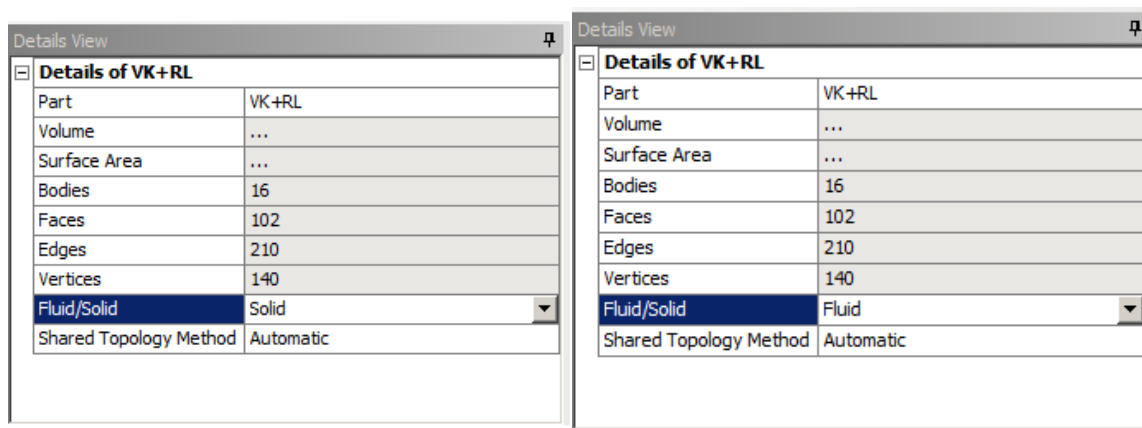 Details View
Details of VK+RL
Part VK+RL
Volume ...
Surface Area ...
Bodies 16
Faces 102
Edges 210
Vertices 140
Fluid/Solid Solid
Shared Topology Method Automatic
Details View
Details of VK+RL
Part VK+RL
Volume ...
Surface Area ...
Bodies 16
Faces 102
Edges 210
Vertices 140
Fluid/Solid Fluid
Shared Topology Method Automatic